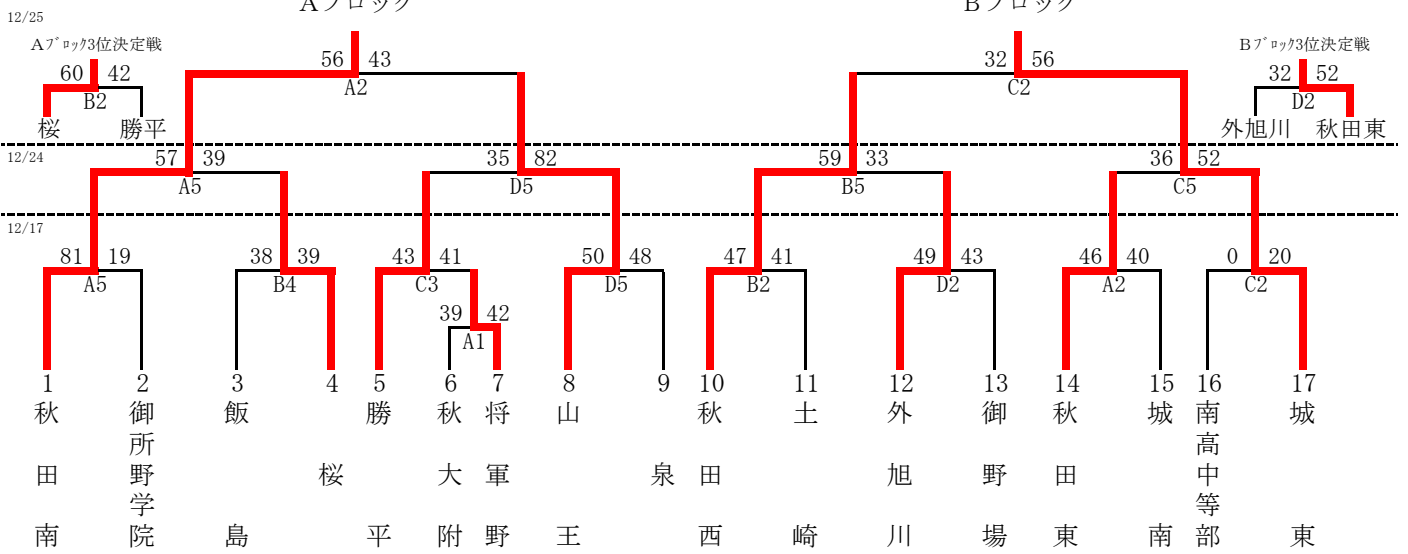 Aブロック Bブロック
12/25
Aブロック3位決定戦 Bブロック3位決定戦
56 43 32 56
60 42 32 52
A2 C2
B2 D2
桜 勝平 外旭川 秋田東
12/24
57 39 35 82 59 33 36 52
A5 D5 B5 C5
12/17
81 19 38 39 43 41 50 48 47 41 49 43 46 40 0 20
A5 B4 C3 D5 B2 D2 A2 C2
39 42
A1
1 2 3 4 5 6 7 8 9 10 11 12 13 14 15 16 17
秋田南
御所野学院
飯島
桜
勝平
秋大附
将軍野
山王
泉
秋田西
土崎
外旭川
御野場
秋田東
城南
南高中等部
城東